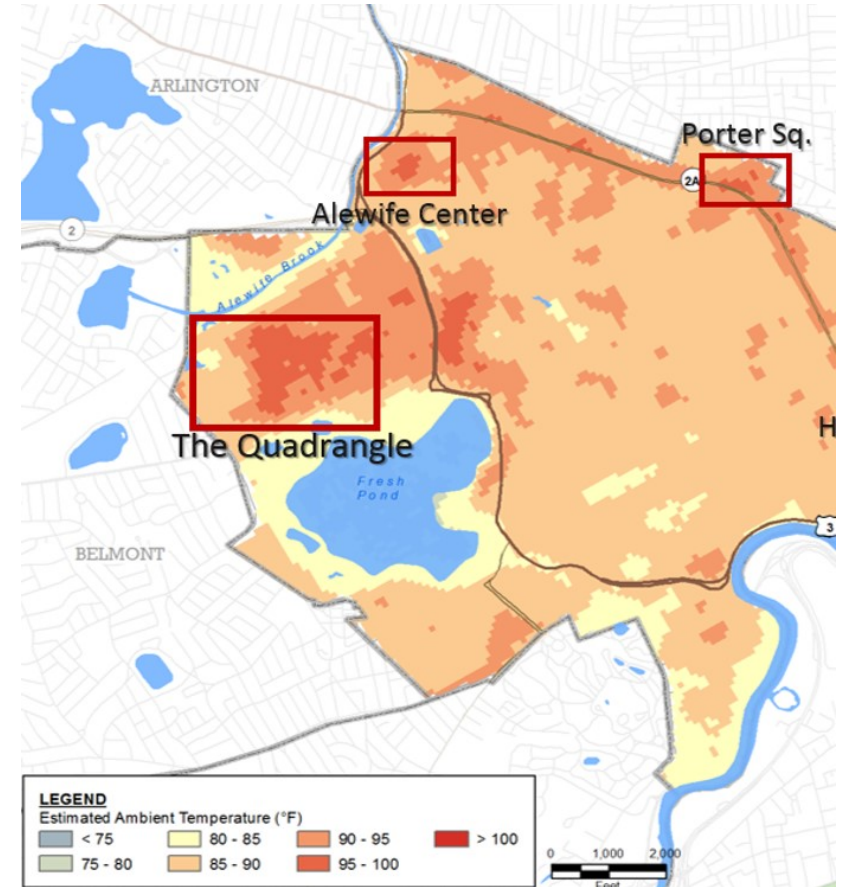 ARLINGTON
Porter Sq.
2A
Alewife Center
2
Alewife Brook
The Quadrangle
H
Fresh
Pond
3
BELMONT
LEGEND
Estimated Ambient Temperature (°F)
< 75 80 - 85 90 - 95 > 100
75 - 80 85 - 90 95 - 100
0 1,000 2,000
Feet